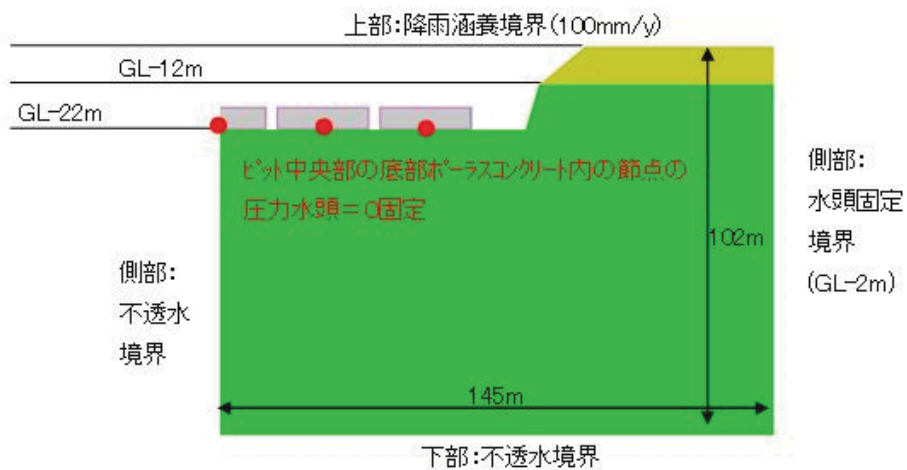 上部:降雨涵養境界(100mm/y)
GL-12m
GL-22m
ﾋﾟｯﾄ中央部の底部ﾎﾟｰﾗｽｺﾝｸﾘｰﾄ内の節点の
圧力水頭=0固定
側部:
水頭固定
境界
(GL-2m)
102m
側部:
不透水
境界
145m
下部:不透水境界